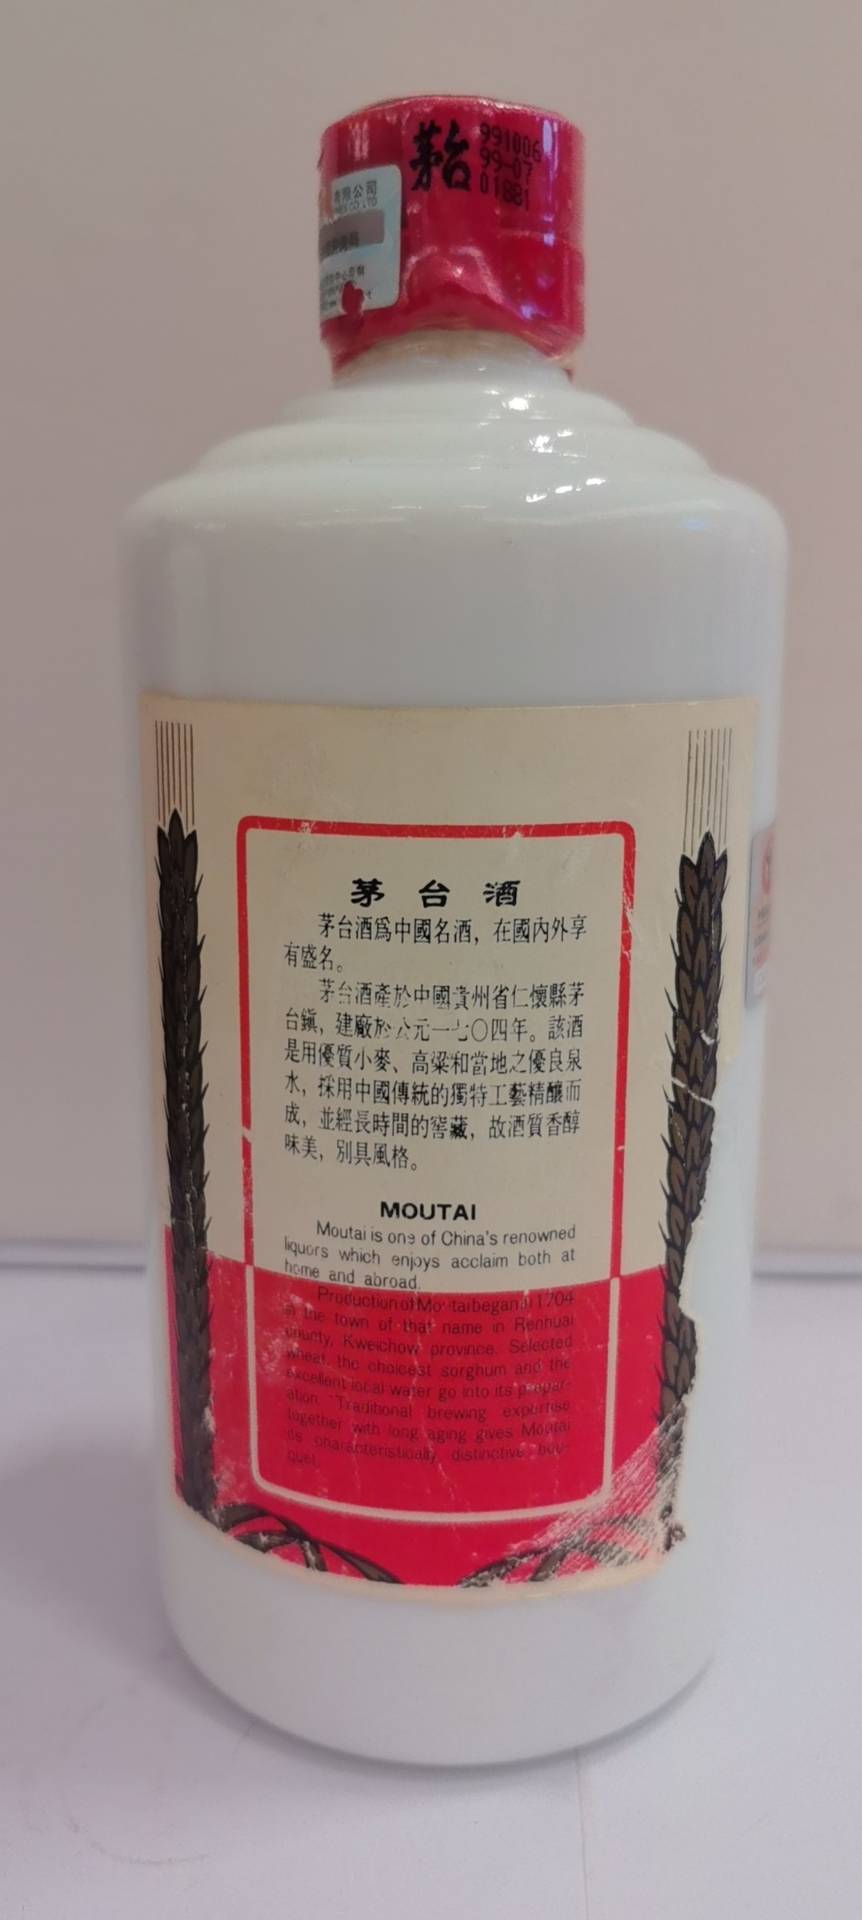 茅台
991006
99-07
01881
有限公司
CO LTD
茅台酒
茅台酒爲中國名酒，在國內外享
有盛名。
茅台酒產於中國貴州省仁懷縣茅
台鎮，建廠於公元一七〇四年。該酒
是用優質小麥、高粱和當地之優良泉
水，採用中國傳統的獨特工藝精釀而
成，並經長時間的窖藏，故酒質香醇
味美，別具風格。
MOUTAI
Moutai is one of China's renowned
liquors which enjoys acclaim both at
home and abroad.
Production of Moutai began in 1704
in the town of that name in Renhuai
county, Kweichow province. Selected
wheat, the choicest sorghum and the
excellent local water go into its prepar-
ation. Traditional brewing expertise
together with long aging gives Moutai
its characteristically distinctive bou-
quet.